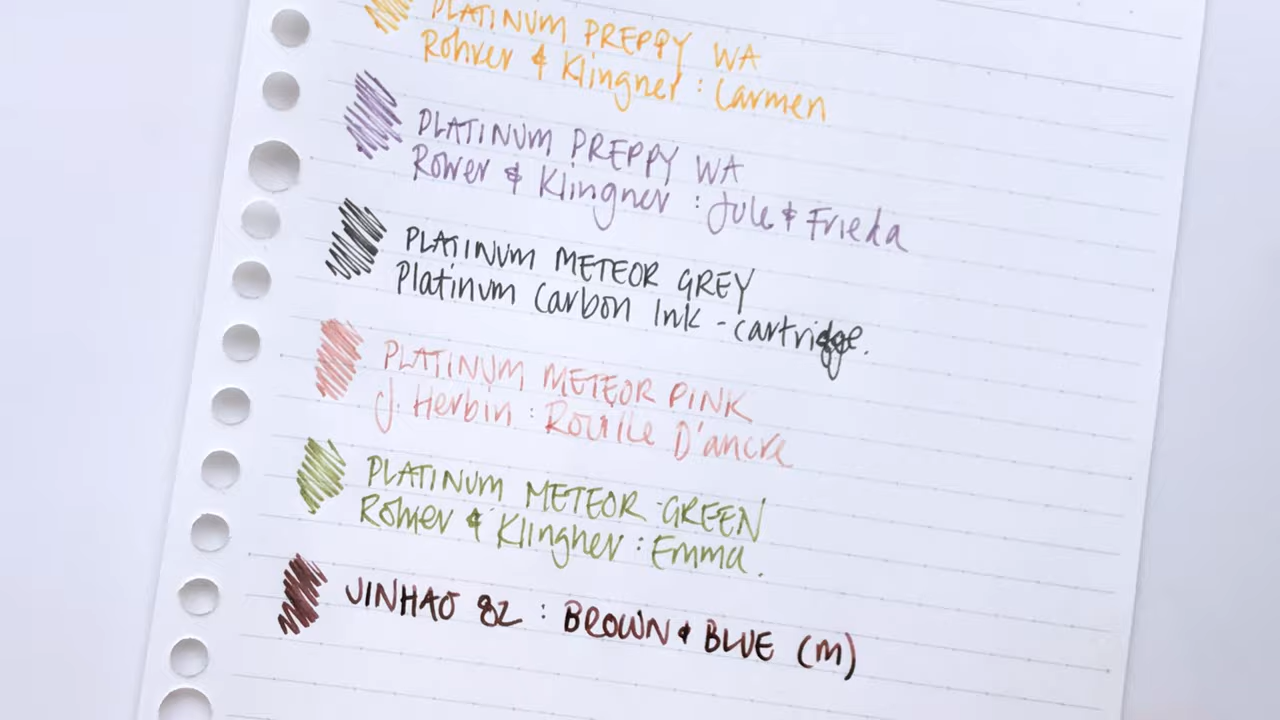 PLATINUM PREPPY WA
Rohrer & Klingner : Carmen
PLATINUM PREPPY WA
Rohrer & Klingner : Jule & Frieda
PLATINUM METEOR GREY
Platinum Carbon Ink - cartridge.
PLATINUM METEOR PINK
J. Herbin : Rouille D'ancre
PLATINUM METEOR GREEN
Rohrer & Klingner : Emma.
JINHAO 82 : BROWN & BLUE (M)